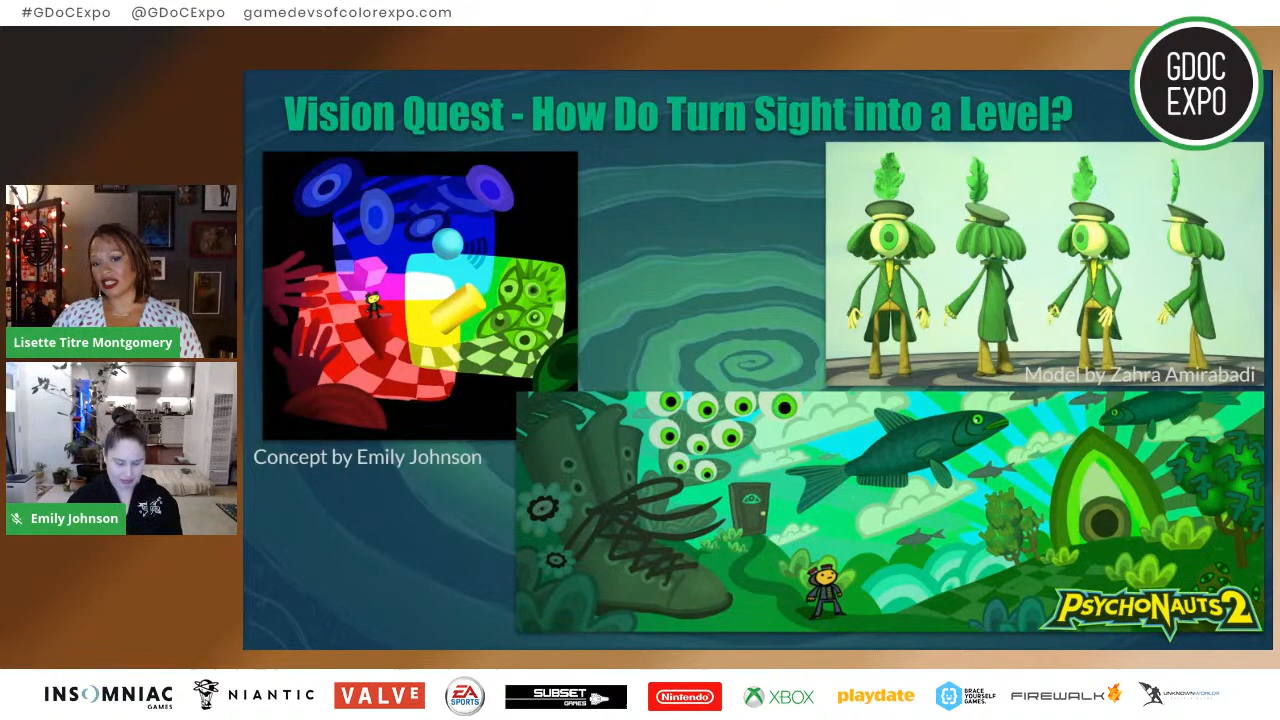 #GDoCExpo @GDoCExpo gamedevsofcolorexpo.com
GDOC
EXPO
Vision Quest - How Do Turn Sight into a Level?
Lisette Titre Montgomery
Emily Johnson
Model by Zahra Amirabadi
Concept by Emily Johnson
PSYCHONAUTS 2
INSOMNIAC
GAMES
NIANTIC
VALVE
EA
SPORTS
SUBSET
GAMES
Nintendo
XBOX
playdate
BRACE
YOURSELF
GAMES.
FIREWALK
UNKNOWN WORLDS